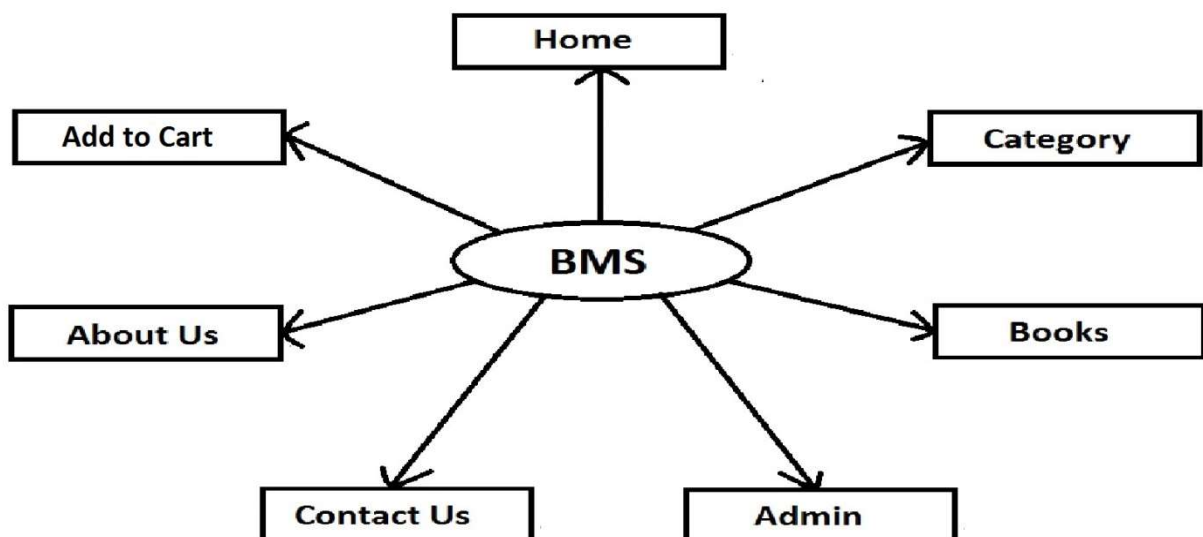 Home
Add to Cart
Category
BMS
About Us
Books
Contact Us
Admin